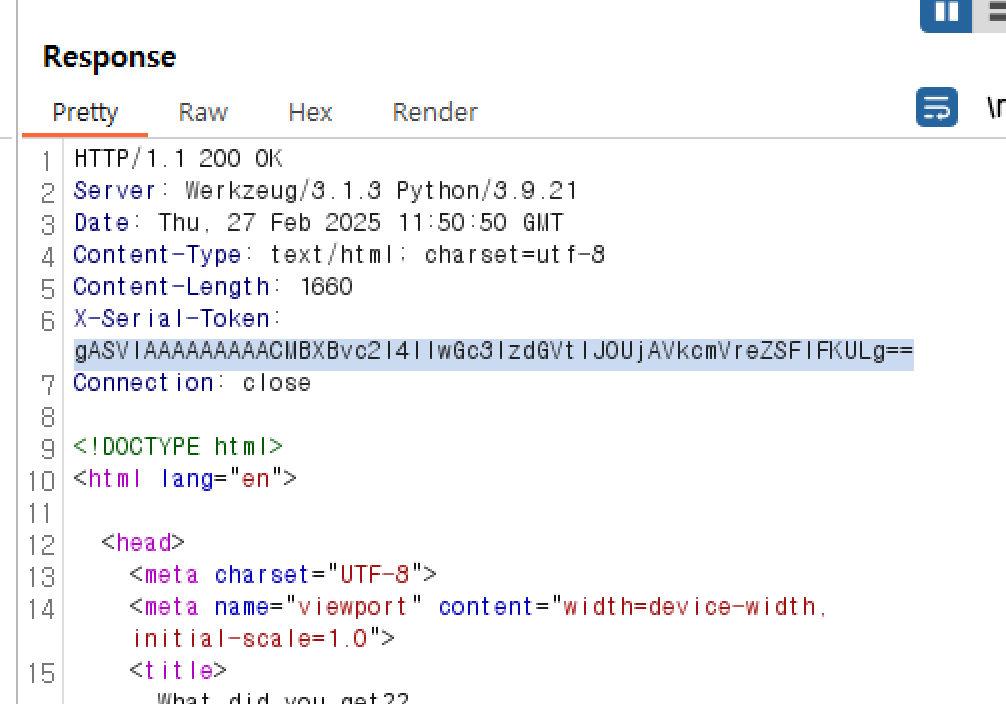 Response
Pretty
Raw
Hex
Render
1 HTTP/1.1 200 OK
2 Server: Werkzeug/3.1.3 Python/3.9.21
3 Date: Thu, 27 Feb 2025 11:50:50 GMT
4 Content-Type: text/html; charset=utf-8
5 Content-Length: 1660
6 X-Serial-Token:
gASVIAAAAAAAAACMBXBvc2l4lIwGc3lzdGVtlJOUjAVkcmVreZSFlFKULg==
7 Connection: close
8
9 <!DOCTYPE html>
10 <html lang="en">
11
12 <head>
13 <meta charset="UTF-8">
14 <meta name="viewport" content="width=device-width,
initial-scale=1.0">
15 <title>
What did you get??